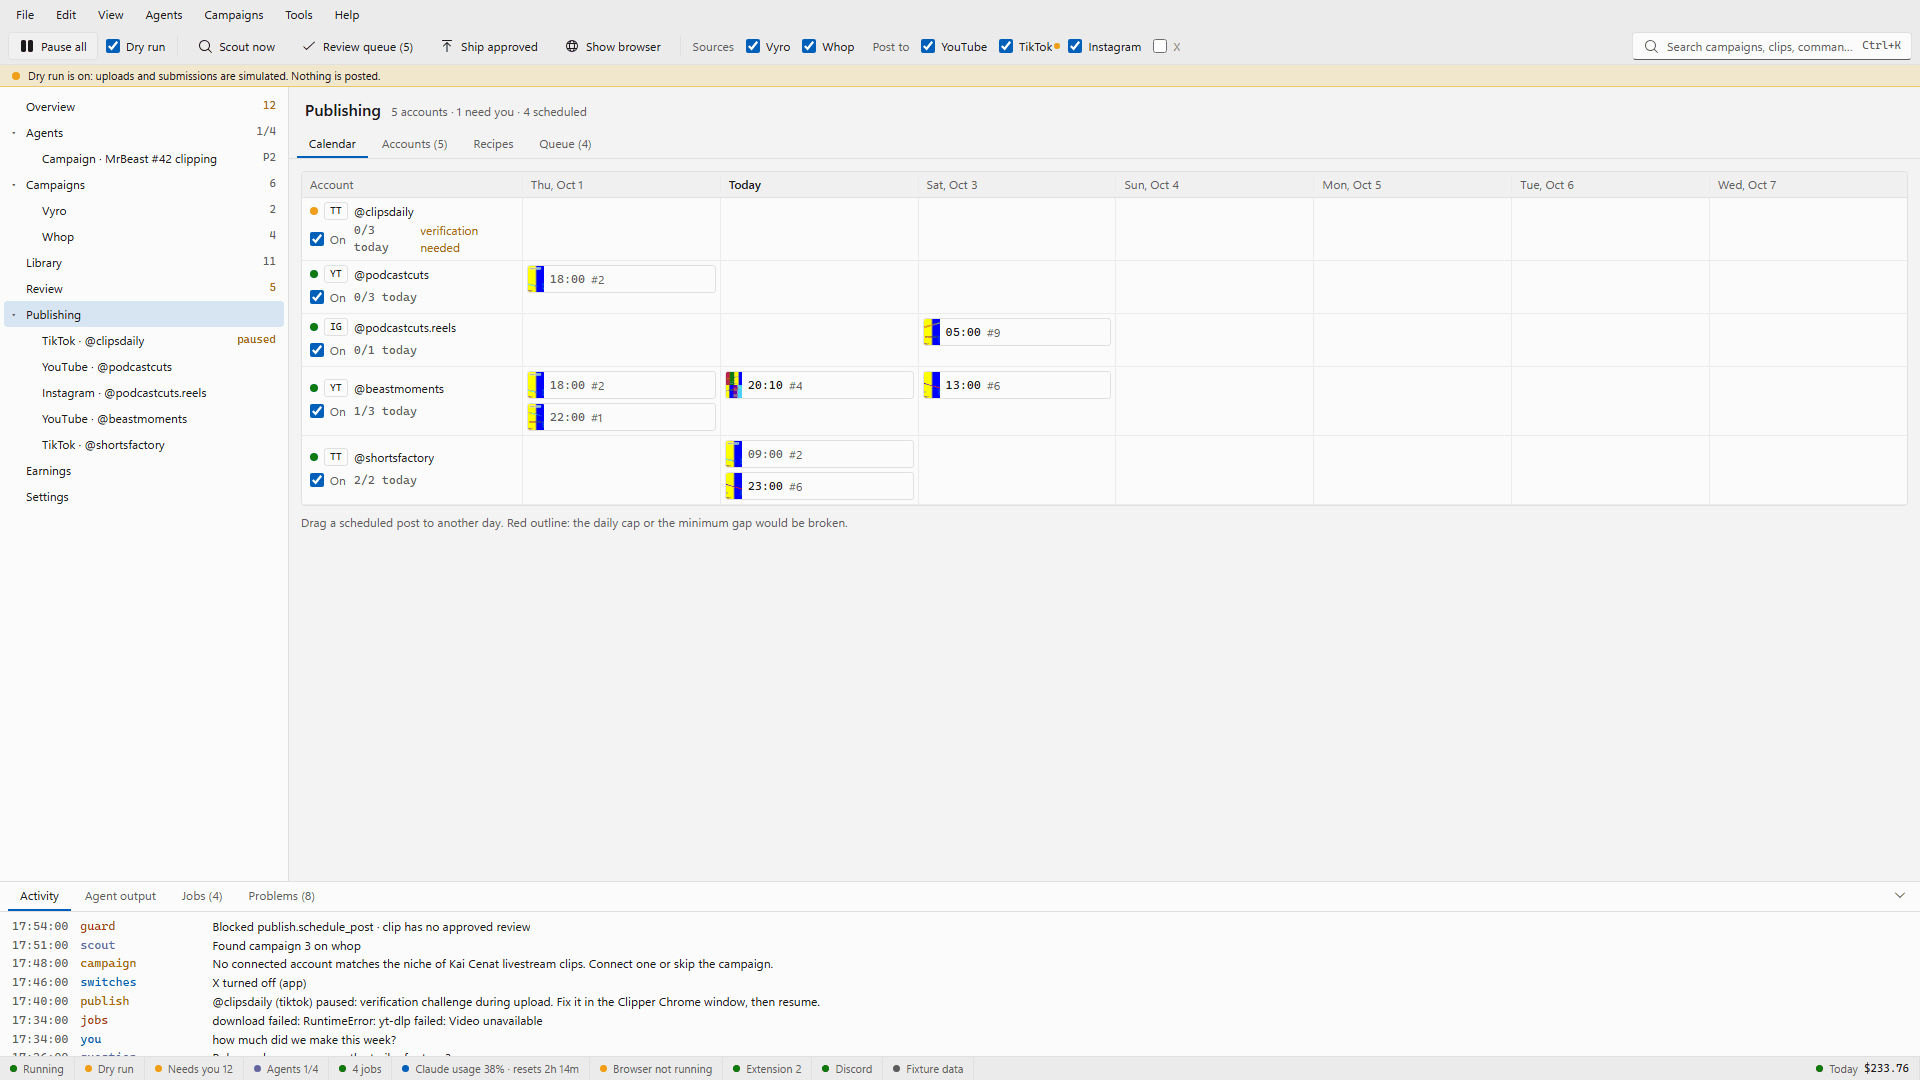 File Edit View Agents Campaigns Tools Help
Pause all Dry run Scout now Review queue (5) Ship approved Show browser Sources Vyro Whop Post to YouTube TikTok Instagram X Search campaigns, clips, comman... Ctrl+K
Dry run is on: uploads and submissions are simulated. Nothing is posted.
Overview 12
Agents 1/4
Campaign · MrBeast #42 clipping P2
Campaigns 6
Vyro 2
Whop 4
Library 11
Review 5
Publishing
TikTok · @clipsdaily paused
YouTube · @podcastcuts
Instagram · @podcastcuts.reels
YouTube · @beastmoments
TikTok · @shortsfactory
Earnings
Settings
Publishing 5 accounts · 1 need you · 4 scheduled
Calendar Accounts (5) Recipes Queue (4)
Account Thu, Oct 1 Today Sat, Oct 3 Sun, Oct 4 Mon, Oct 5 Tue, Oct 6 Wed, Oct 7
TT @clipsdaily
On 0/3 today verification needed
YT @podcastcuts
On 0/3 today
18:00 #2
IG @podcastcuts.reels
On 0/1 today
05:00 #9
YT @beastmoments
On 1/3 today
18:00 #2 20:10 #4 13:00 #6
22:00 #1
TT @shortsfactory
On 2/2 today
09:00 #2
23:00 #6
Drag a scheduled post to another day. Red outline: the daily cap or the minimum gap would be broken.
Activity Agent output Jobs (4) Problems (8)
17:54:00 guard Blocked publish.schedule_post · clip has no approved review
17:51:00 scout Found campaign 3 on whop
17:48:00 campaign No connected account matches the niche of Kai Cenat livestream clips. Connect one or skip the campaign.
17:46:00 switches X turned off (app)
17:40:00 publish @clipsdaily (tiktok) paused: verification challenge during upload. Fix it in the Clipper Chrome window, then resume.
17:34:00 jobs download failed: RuntimeError: yt-dlp failed: Video unavailable
17:34:00 you how much did we make this week?
Running Dry run Needs you 12 Agents 1/4 4 jobs Claude usage 38% · resets 2h 14m Browser not running Extension 2 Discord Fixture data Today $233.76